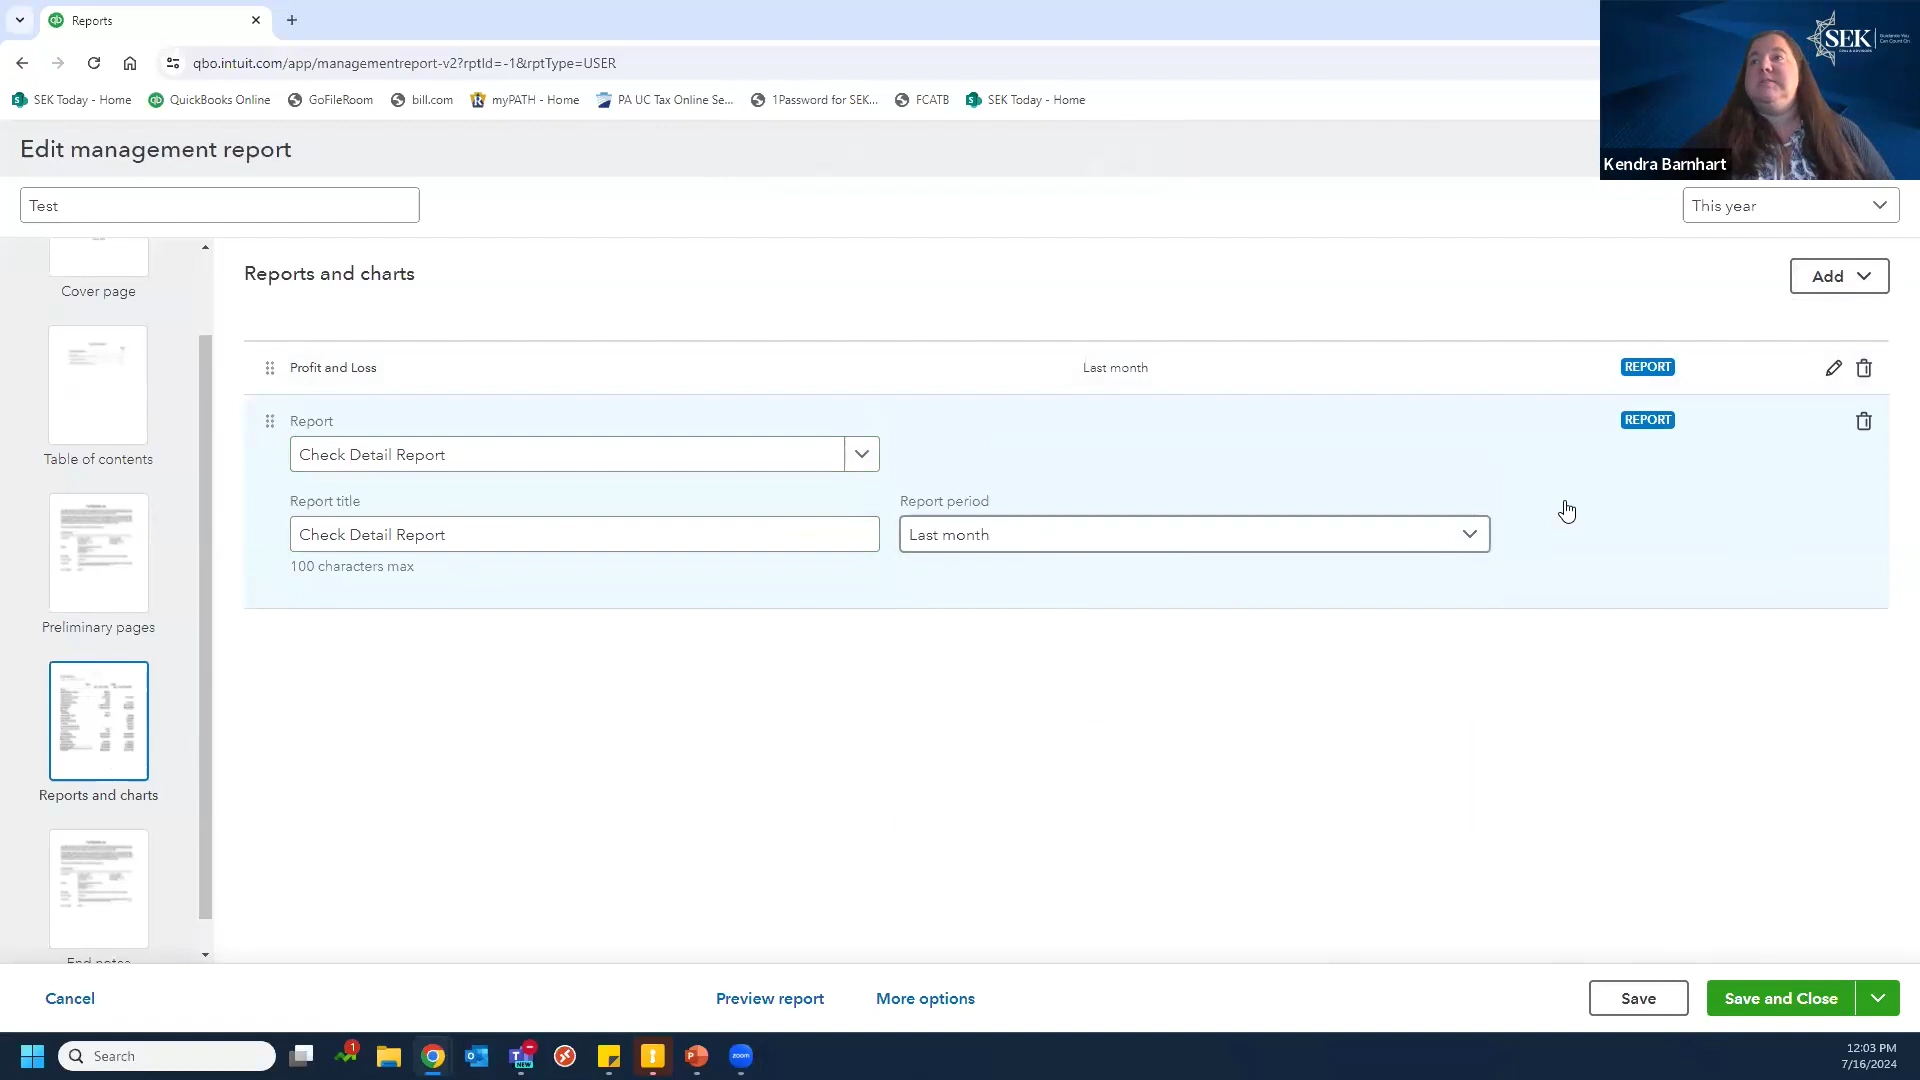 Reports
qbo.intuit.com/app/managementreport-v2?rptId=-1&rptType=USER
SEK Today - Home
QuickBooks Online
GoFileRoom
bill.com
myPATH - Home
PA UC Tax Online Se...
1Password for SEK...
FCATB
SEK Today - Home
SEK
Kendra Barnhart
Edit management report
Test
This year
Cover page
Table of contents
Preliminary pages
Reports and charts
End notes
Reports and charts
Add
Profit and Loss
Last month
REPORT
Report
REPORT
Check Detail Report
Report title
Report period
Check Detail Report
Last month
100 characters max
Cancel
Preview report
More options
Save
Save and Close
Search
1
NEW
zoom
12:03 PM
7/16/2024